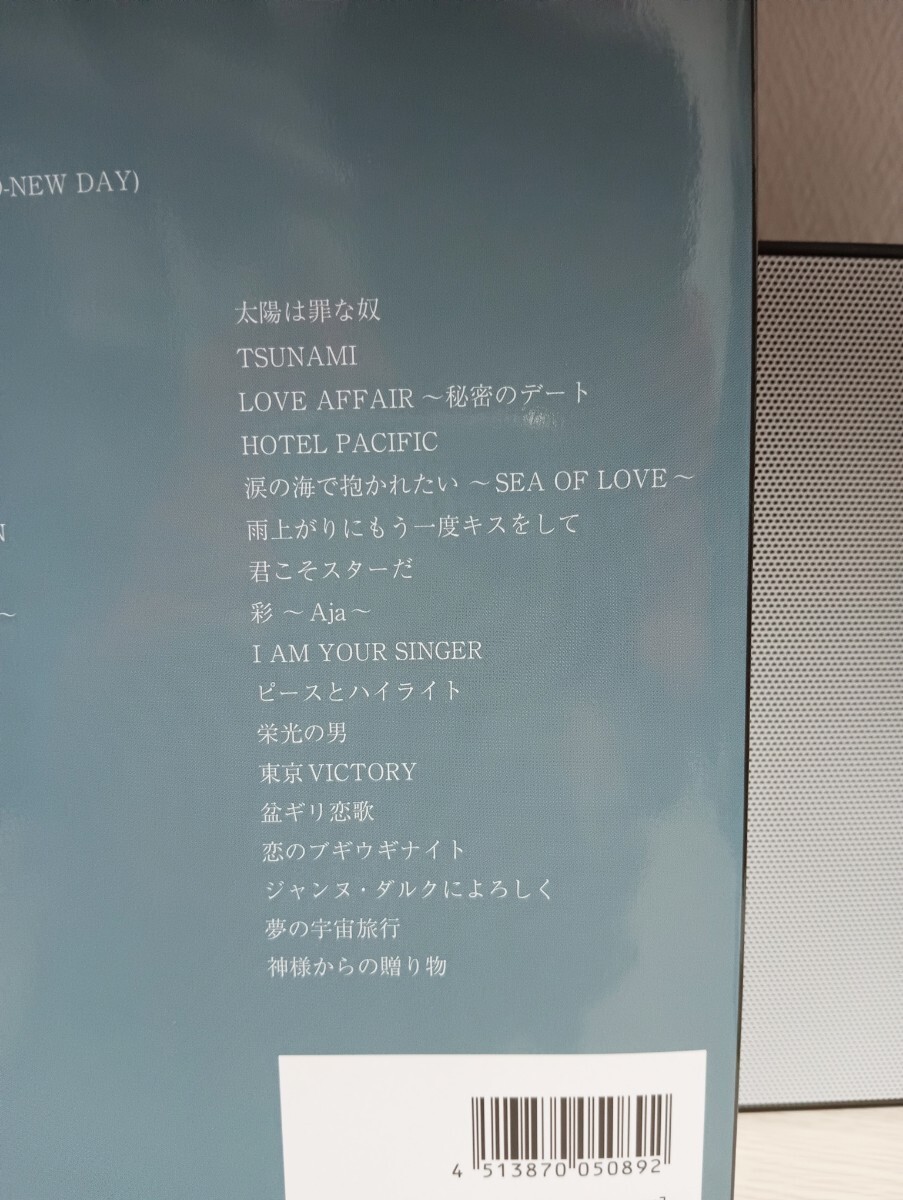 -NEW DAY)
太陽は罪な奴
TSUNAMI
LOVE AFFAIR ～秘密のデート
HOTEL PACIFIC
涙の海で抱かれたい ～SEA OF LOVE～
N
雨上がりにもう一度キスをして
君こそスターだ
～
彩 ～Aja～
I AM YOUR SINGER
ピースとハイライト
栄光の男
東京VICTORY
盆ギリ恋歌
恋のブギウギナイト
ジャンヌ・ダルクによろしく
夢の宇宙旅行
神様からの贈り物
4 513870 050892